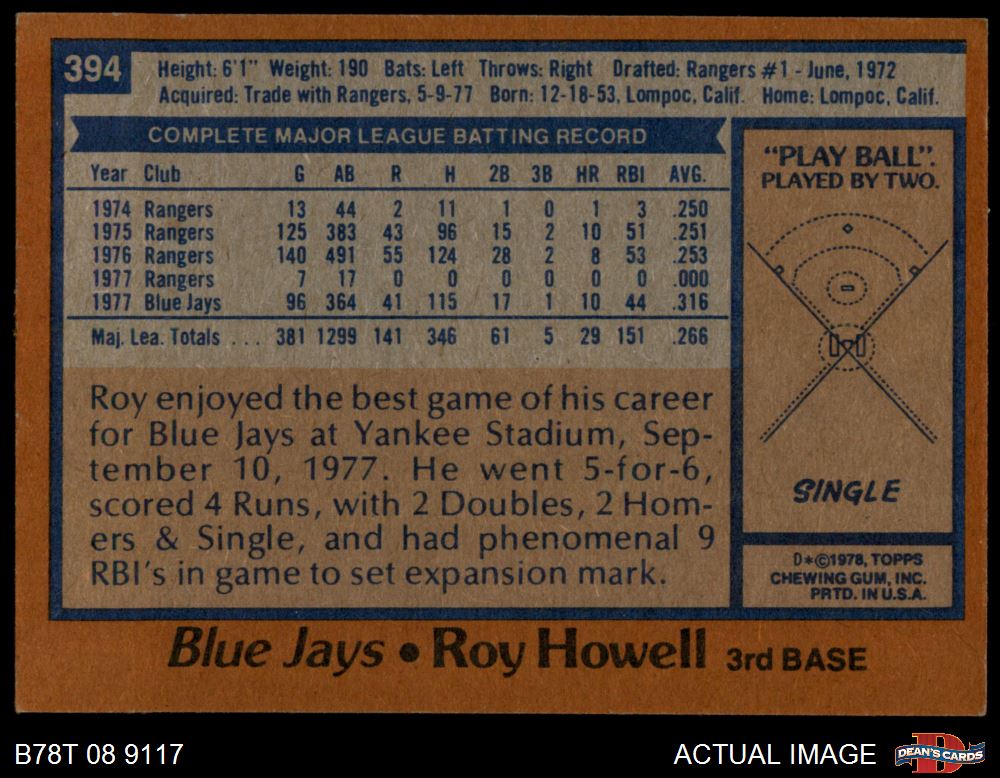 394
Height: 6'1" Weight: 190 Bats: Left Throws: Right Drafted: Rangers #1 - June, 1972
Acquired: Trade with Rangers, 5-9-77 Born: 12-18-53, Lompoc, Calif. Home: Lompoc, Calif.
COMPLETE MAJOR LEAGUE BATTING RECORD
Year Club G AB R H 2B 3B HR RBI AVG.
1974 Rangers 13 44 2 11 1 0 1 3 .250
1975 Rangers 125 383 43 96 15 2 10 51 .251
1976 Rangers 140 491 55 124 28 2 8 53 .253
1977 Rangers 7 17 0 0 0 0 0 0 .000
1977 Blue Jays 96 364 41 115 17 1 10 44 .316
Maj. Lea. Totals . . . 381 1299 141 346 61 5 29 151 .266
Roy enjoyed the best game of his career
for Blue Jays at Yankee Stadium, Sep-
tember 10, 1977. He went 5-for-6,
scored 4 Runs, with 2 Doubles, 2 Hom-
ers & Single, and had phenomenal 9
RBI's in game to set expansion mark.
"PLAY BALL".
PLAYED BY TWO.
SINGLE
D*©1978, TOPPS
CHEWING GUM, INC.
PRTD. IN U.S.A.
Blue Jays • Roy Howell 3rd BASE
B78T 08 9117
ACTUAL IMAGE
DEAN'S CARDS